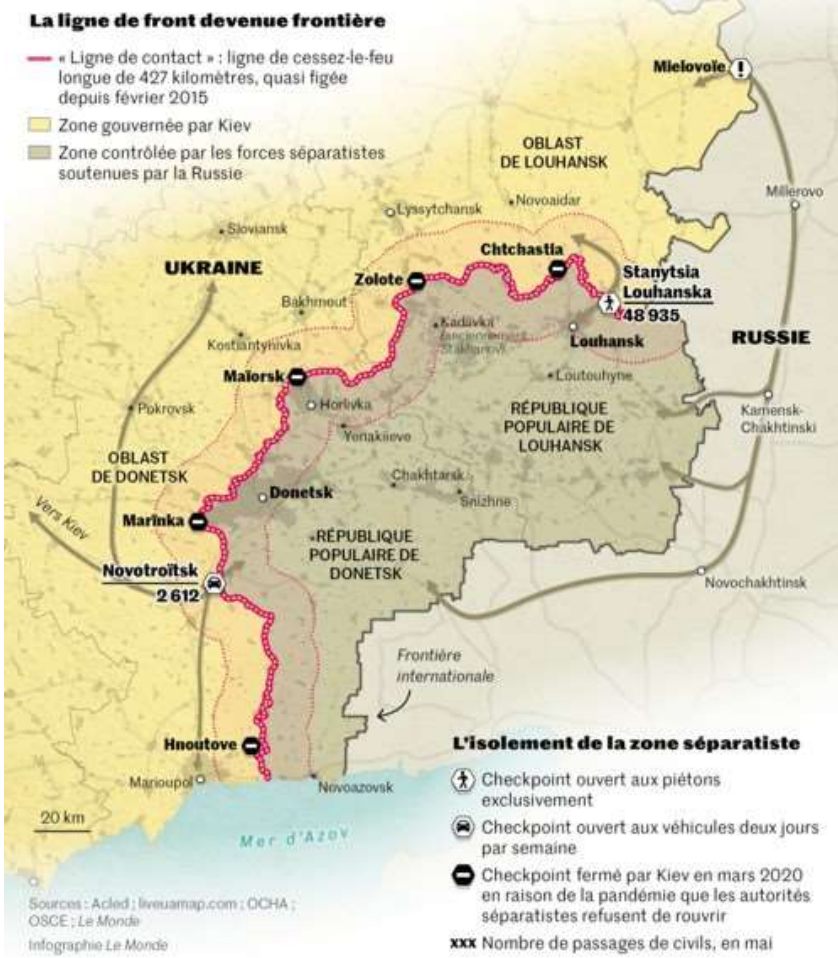 La ligne de front devenue frontière
« Ligne de contact » : ligne de cessez-le-feu
longue de 427 kilomètres, quasi figée
depuis février 2015
Zone gouvernée par Kiev
Zone contrôlée par les forces séparatistes
soutenues par la Russie
Mielovoïe
!
OBLAST
DE LOUHANSK
Millerovo
Novoaidar
Lyssytchansk
Sloviansk
Chtchastia
UKRAINE
Zolote
Stanytsia
Louhanska
48 935
Bakhmout
Kadiivka
(anciennement
Stakhanov)
Louhansk
RUSSIE
Kostiantynivka
Maïorsk
Loutouhyne
Horlivka
Pokrovsk
RÉPUBLIQUE
POPULAIRE DE
LOUHANSK
Kamensk-
Chakhtinski
Yenakiieve
OBLAST
DE DONETSK
Chakhtarsk
Snizhne
Donetsk
Vers Kiev
Marïnka
RÉPUBLIQUE
POPULAIRE DE
DONETSK
Novotroïtsk
2 612
Novochakhtinsk
Frontière
internationale
Hnoutove
Marioupol
Novoazovsk
20 km
Mer d'Azov
L'isolement de la zone séparatiste
Checkpoint ouvert aux piétons
exclusivement
Checkpoint ouvert aux véhicules deux jours
par semaine
Checkpoint fermé par Kiev en mars 2020
en raison de la pandémie que les autorités
séparatistes refusent de rouvrir
xxx Nombre de passages de civils, en mai
Sources : Acled ; liveuamap.com ; OCHA ;
OSCE ; Le Monde
Infographie Le Monde